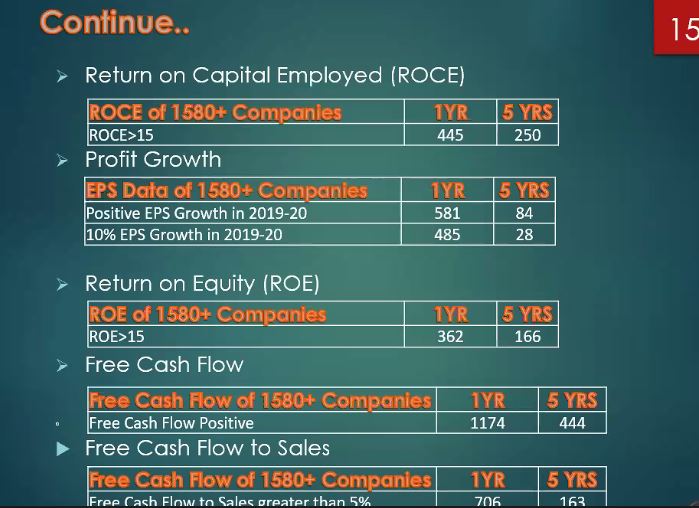 Continue..
15
Return on Capital Employed (ROCE)
ROCE of 1580+ Companies 1YR 5 YRS
ROCE>15 445 250
Profit Growth
EPS Data of 1580+ Companies 1YR 5 YRS
Positive EPS Growth in 2019-20 581 84
10% EPS Growth in 2019-20 485 28
Return on Equity (ROE)
ROE of 1580+ Companies 1YR 5 YRS
ROE>15 362 166
Free Cash Flow
Free Cash Flow of 1580+ Companies 1YR 5 YRS
Free Cash Flow Positive 1174 444
Free Cash Flow to Sales
Free Cash Flow of 1580+ Companies 1YR 5 YRS
Free Cash Flow to Sales greater than 5% 706 163